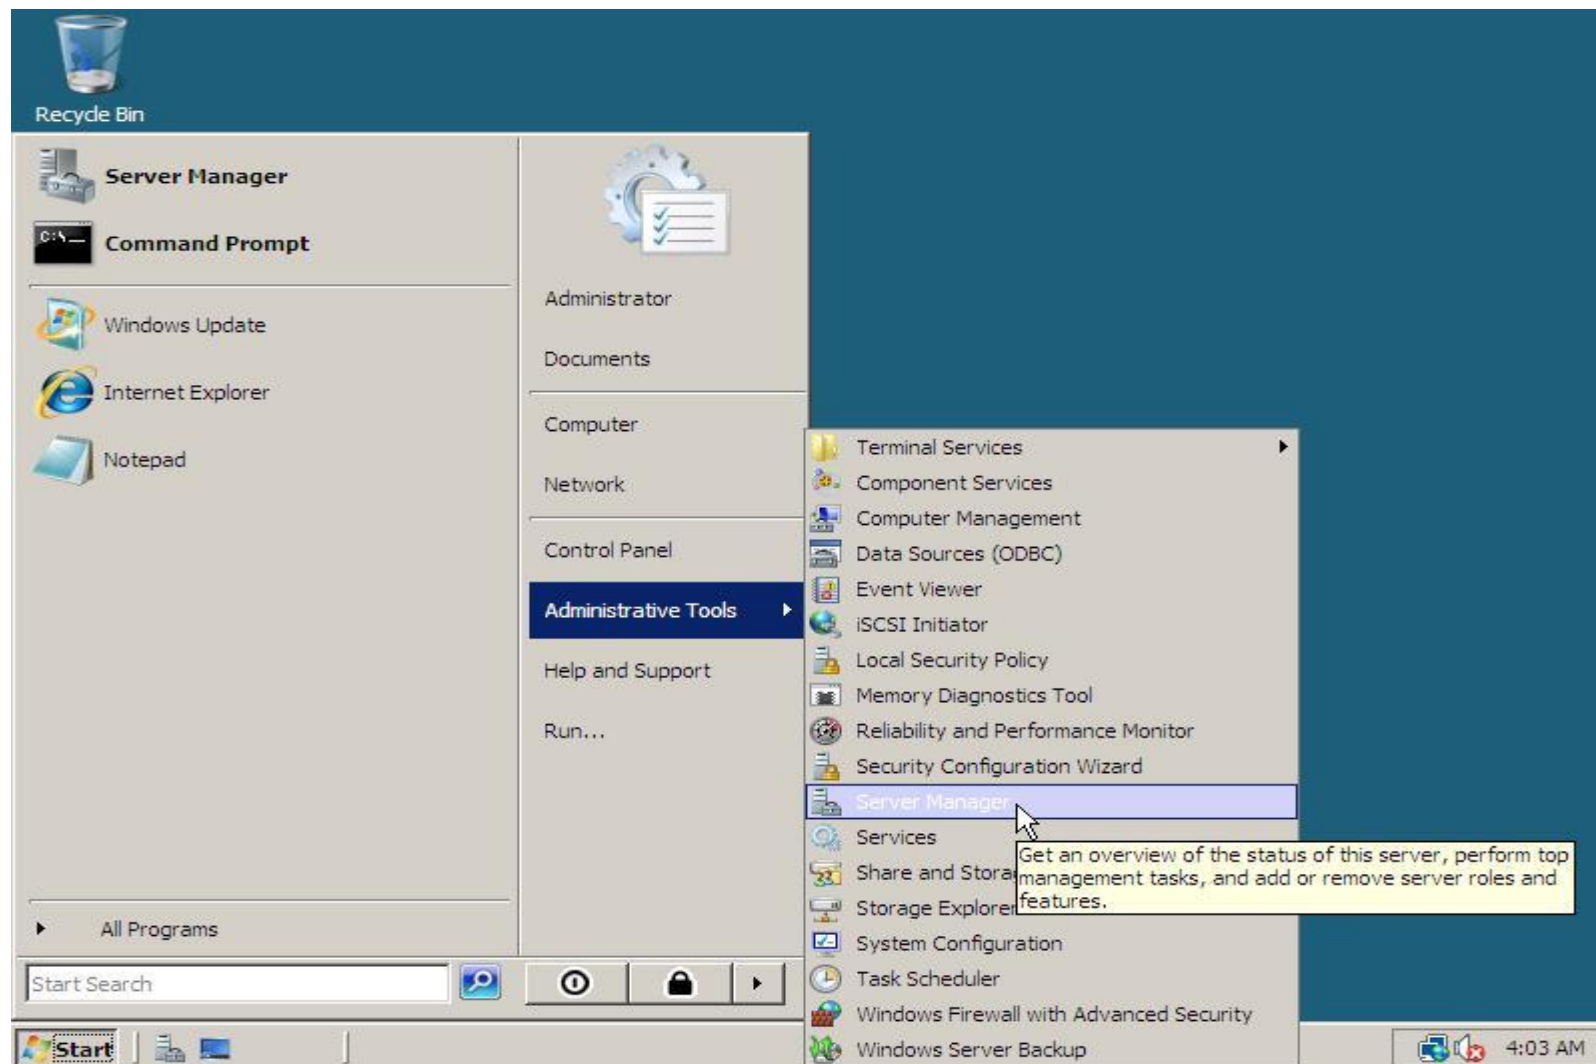 Recycle Bin
Server Manager
Command Prompt
Windows Update
Internet Explorer
Notepad
All Programs
Start Search
Administrator
Documents
Computer
Network
Control Panel
Administrative Tools
Help and Support
Run...
Terminal Services
Component Services
Computer Management
Data Sources (ODBC)
Event Viewer
iSCSI Initiator
Local Security Policy
Memory Diagnostics Tool
Reliability and Performance Monitor
Security Configuration Wizard
Server Manager
Services
Share and Stora
Storage Explorer
System Configuration
Task Scheduler
Windows Firewall with Advanced Security
Windows Server Backup
Get an overview of the status of this server, perform top
management tasks, and add or remove server roles and
features.
Start
4:03 AM